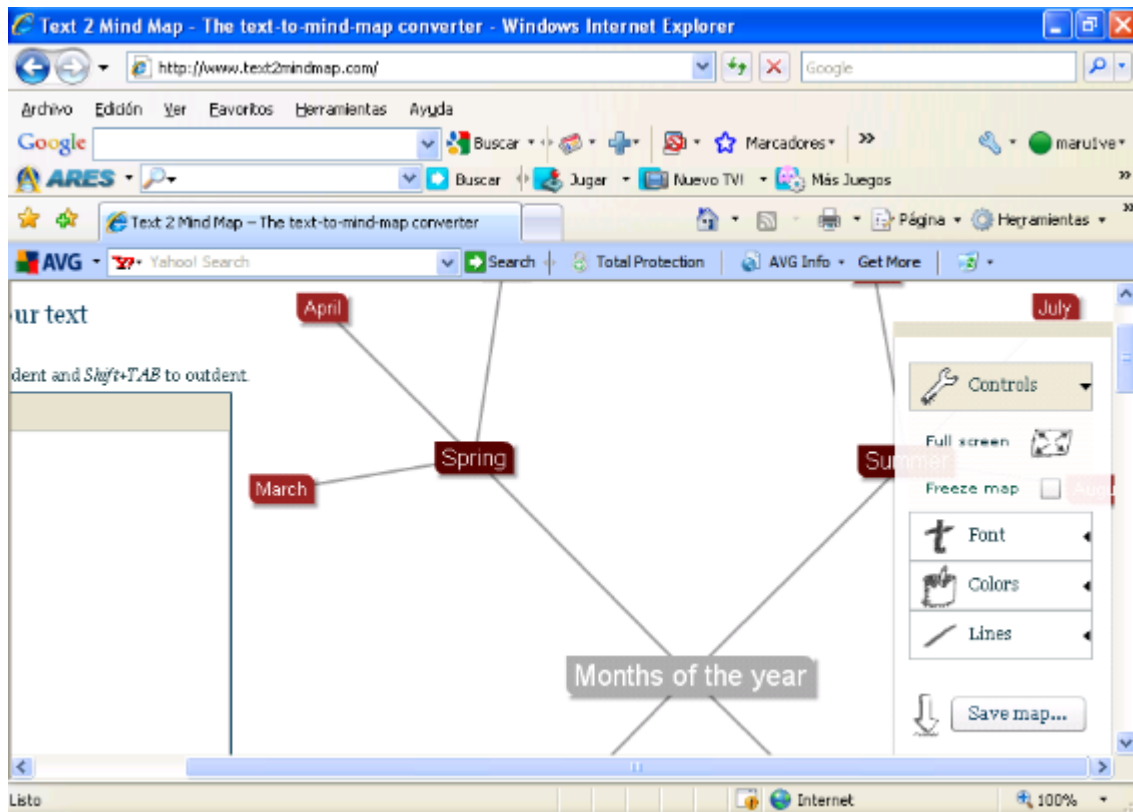 Text 2 Mind Map - The text-to-mind-map converter - Windows Internet Explorer
http://www.text2mindmap.com/ Google
Archivo Edición Ver Favoritos Herramientas Ayuda
Google Buscar Marcadores maru1ve
ARES Buscar Jugar Nuevo TV! Más Juegos
Text 2 Mind Map – The text-to-mind-map converter Página Herramientas
AVG Yahoo! Search Search Total Protection AVG Info Get More
April
July
ur text
dent and Shift+TAB to outdent.
Controls
Full screen
Spring
Summer
March
Freeze map
Augu
Font
Colors
Lines
Months of the year
Save map...
Listo Internet 100%